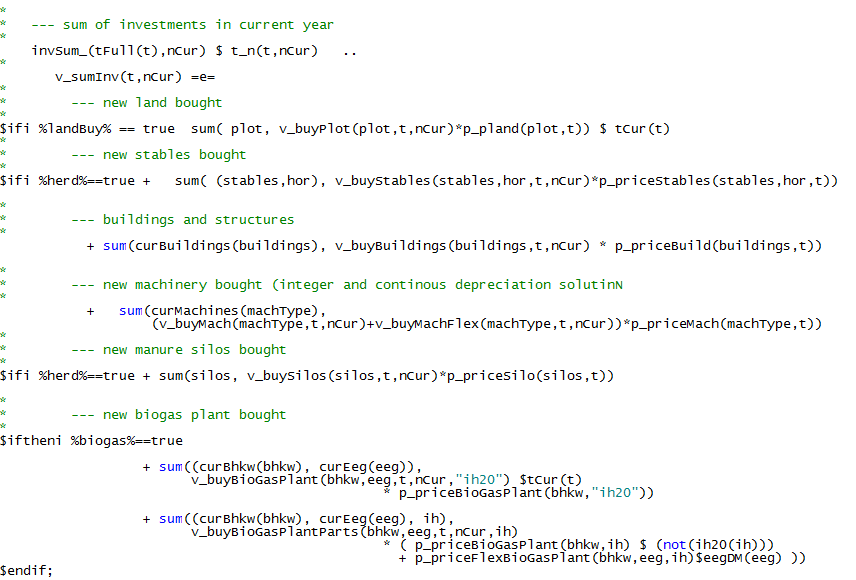 *
*   --- sum of investments in current year
*
    invSum_(tFull(t),nCur) $ t_n(t,nCur)   ..
*
       v_sumInv(t,nCur) =e=
*
*        --- new land bought
*
$ifi %landBuy% == true  sum( plot, v_buyPlot(plot,t,nCur)*p_pland(plot,t)) $ tCur(t)
*
*        --- new stables bought
*
$ifi %herd%==true +   sum( (stables,hor), v_buyStables(stables,hor,t,nCur)*p_priceStables(stables,hor,t))
*
*        --- buildings and structures
*
           + sum(curBuildings(buildings), v_buyBuildings(buildings,t,nCur) * p_priceBuild(buildings,t))
*
*        --- new machinery bought (integer and continous depreciation solutinN
*
           +   sum(curMachines(machType),
                   (v_buyMach(machType,t,nCur)+v_buyMachFlex(machType,t,nCur))*p_priceMach(machType,t))
*
*        --- new manure silos bought
*
$ifi %herd%==true + sum(silos, v_buySilos(silos,t,nCur)*p_priceSilo(silos,t))
*
*        --- new biogas plant bought
*
$iftheni %biogas%==true
                  + sum((curBhkw(bhkw), curEeg(eeg)),
                        v_buyBioGasPlant(bhkw,eeg,t,nCur,"ih20") $tCur(t)
                                                * p_priceBioGasPlant(bhkw,"ih20"))
                  + sum((curBhkw(bhkw), curEeg(eeg), ih),
                        v_buyBioGasPlantParts(bhkw,eeg,t,nCur,ih)
                                                * ( p_priceBioGasPlant(bhkw,ih) $ (not(ih20(ih)))
                                                  + p_priceFlexBioGasPlant(bhkw,eeg,ih)$eegDM(eeg) ))
$endif;